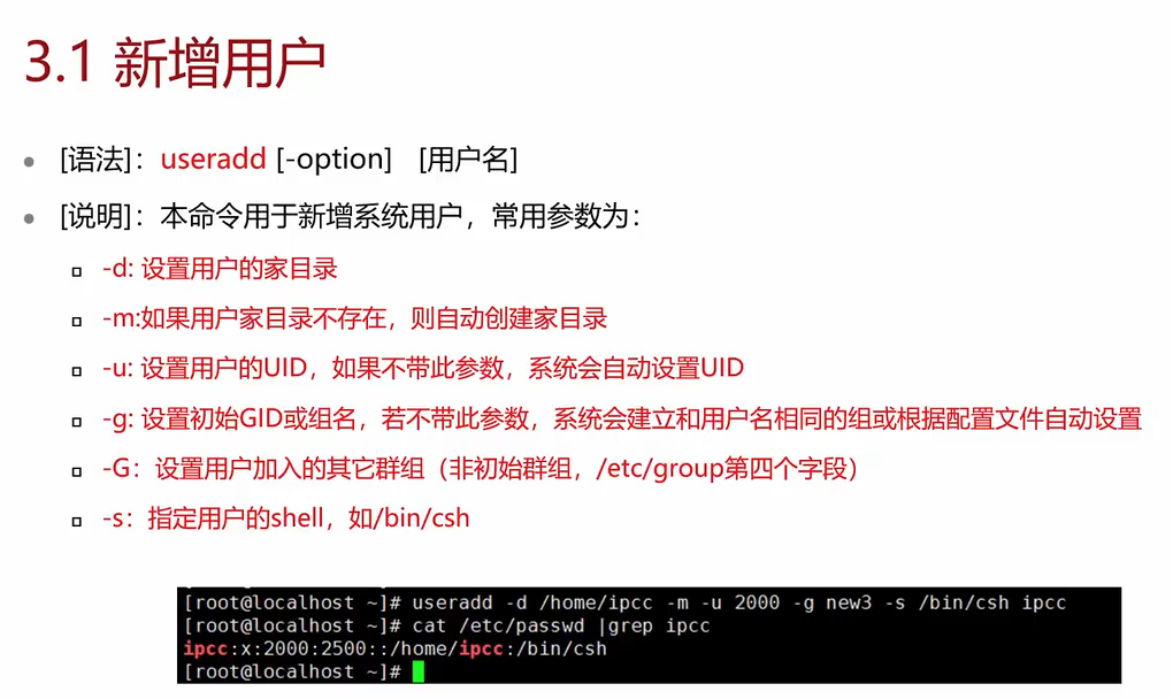 3.1 新增用户
[语法]：useradd [-option] [用户名]
[说明]：本命令用于新增系统用户，常用参数为：
-d: 设置用户的家目录
-m:如果用户家目录不存在，则自动创建家目录
-u: 设置用户的UID，如果不带此参数，系统会自动设置UID
-g: 设置初始GID或组名，若不带此参数，系统会建立和用户名相同的组或根据配置文件自动设置
-G：设置用户加入的其它群组（非初始群组，/etc/group第四个字段）
-s：指定用户的shell，如/bin/csh
[root@localhost ~]# useradd -d /home/ipcc -m -u 2000 -g new3 -s /bin/csh ipcc
[root@localhost ~]# cat /etc/passwd |grep ipcc
ipcc:x:2000:2500::/home/ipcc:/bin/csh
[root@localhost ~]#